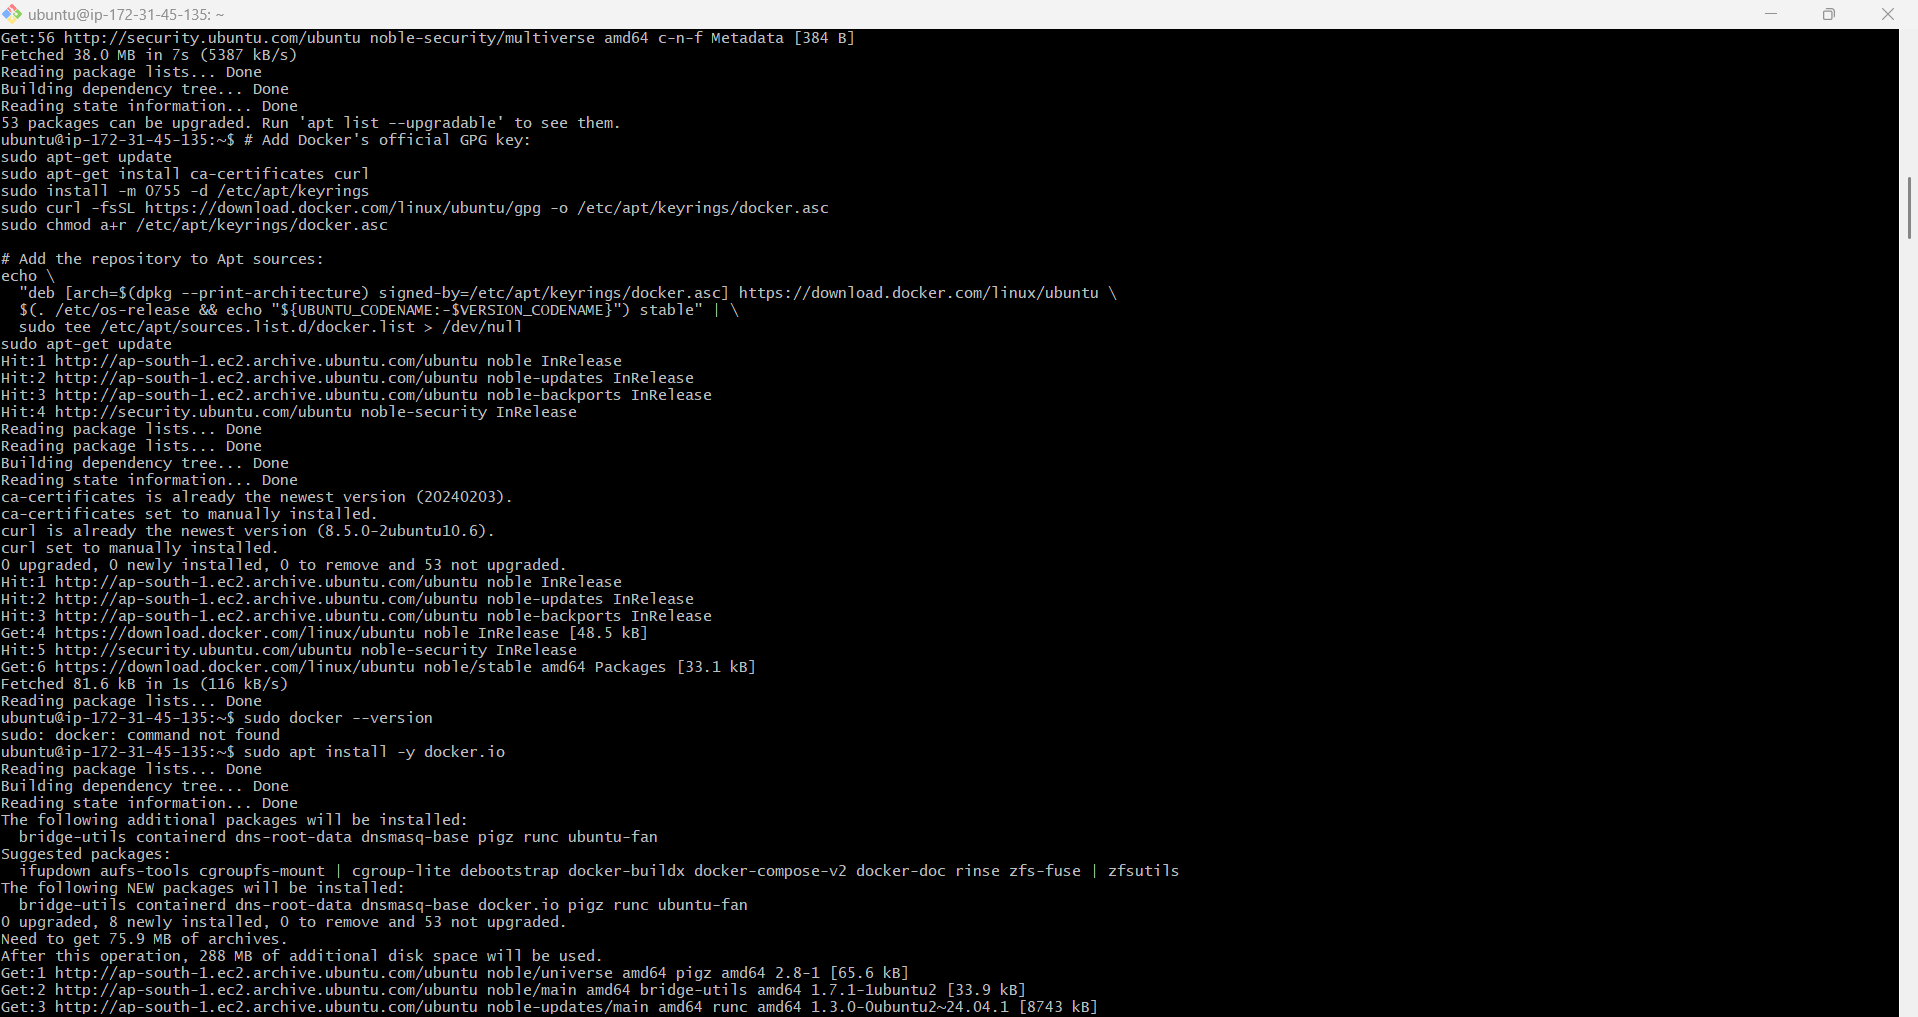 ubuntu@ip-172-31-45-135: ~
Get:56 http://security.ubuntu.com/ubuntu noble-security/multiverse amd64 c-n-f Metadata [384 B]
Fetched 38.0 MB in 7s (5387 kB/s)
Reading package lists... Done
Building dependency tree... Done
Reading state information... Done
53 packages can be upgraded. Run 'apt list --upgradable' to see them.
ubuntu@ip-172-31-45-135:~$ # Add Docker's official GPG key:
sudo apt-get update
sudo apt-get install ca-certificates curl
sudo install -m 0755 -d /etc/apt/keyrings
sudo curl -fsSL https://download.docker.com/linux/ubuntu/gpg -o /etc/apt/keyrings/docker.asc
sudo chmod a+r /etc/apt/keyrings/docker.asc

# Add the repository to Apt sources:
echo \
  "deb [arch=$(dpkg --print-architecture) signed-by=/etc/apt/keyrings/docker.asc] https://download.docker.com/linux/ubuntu \
  $(. /etc/os-release && echo "${UBUNTU_CODENAME:-$VERSION_CODENAME}") stable" | \
  sudo tee /etc/apt/sources.list.d/docker.list > /dev/null
sudo apt-get update
Hit:1 http://ap-south-1.ec2.archive.ubuntu.com/ubuntu noble InRelease
Hit:2 http://ap-south-1.ec2.archive.ubuntu.com/ubuntu noble-updates InRelease
Hit:3 http://ap-south-1.ec2.archive.ubuntu.com/ubuntu noble-backports InRelease
Hit:4 http://security.ubuntu.com/ubuntu noble-security InRelease
Reading package lists... Done
Reading package lists... Done
Building dependency tree... Done
Reading state information... Done
ca-certificates is already the newest version (20240203).
ca-certificates set to manually installed.
curl is already the newest version (8.5.0-2ubuntu10.6).
curl set to manually installed.
0 upgraded, 0 newly installed, 0 to remove and 53 not upgraded.
Hit:1 http://ap-south-1.ec2.archive.ubuntu.com/ubuntu noble InRelease
Hit:2 http://ap-south-1.ec2.archive.ubuntu.com/ubuntu noble-updates InRelease
Hit:3 http://ap-south-1.ec2.archive.ubuntu.com/ubuntu noble-backports InRelease
Get:4 https://download.docker.com/linux/ubuntu noble InRelease [48.5 kB]
Hit:5 http://security.ubuntu.com/ubuntu noble-security InRelease
Get:6 https://download.docker.com/linux/ubuntu noble/stable amd64 Packages [33.1 kB]
Fetched 81.6 kB in 1s (116 kB/s)
Reading package lists... Done
ubuntu@ip-172-31-45-135:~$ sudo docker --version
sudo: docker: command not found
ubuntu@ip-172-31-45-135:~$ sudo apt install -y docker.io
Reading package lists... Done
Building dependency tree... Done
Reading state information... Done
The following additional packages will be installed:
  bridge-utils containerd dns-root-data dnsmasq-base pigz runc ubuntu-fan
Suggested packages:
  ifupdown aufs-tools cgroupfs-mount | cgroup-lite debootstrap docker-buildx docker-compose-v2 docker-doc rinse zfs-fuse | zfsutils
The following NEW packages will be installed:
  bridge-utils containerd dns-root-data dnsmasq-base docker.io pigz runc ubuntu-fan
0 upgraded, 8 newly installed, 0 to remove and 53 not upgraded.
Need to get 75.9 MB of archives.
After this operation, 288 MB of additional disk space will be used.
Get:1 http://ap-south-1.ec2.archive.ubuntu.com/ubuntu noble/universe amd64 pigz amd64 2.8-1 [65.6 kB]
Get:2 http://ap-south-1.ec2.archive.ubuntu.com/ubuntu noble/main amd64 bridge-utils amd64 1.7.1-1ubuntu2 [33.9 kB]
Get:3 http://ap-south-1.ec2.archive.ubuntu.com/ubuntu noble-updates/main amd64 runc amd64 1.3.0-0ubuntu2~24.04.1 [8743 kB]